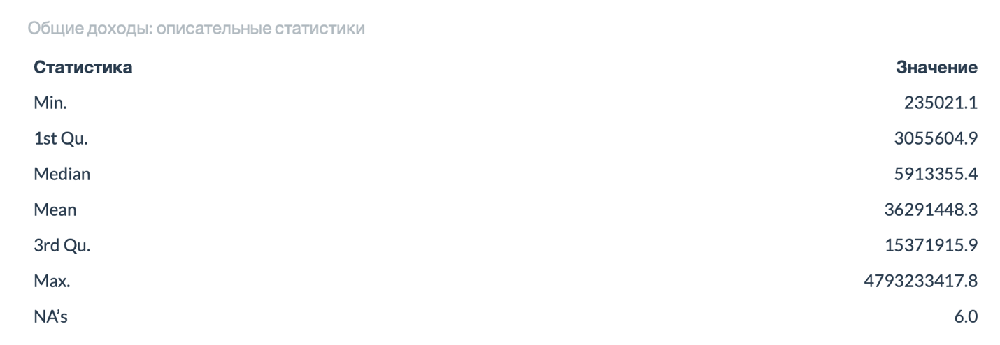 Общие доходы: описательные статистики
Статистика Значение
Min. 235021.1
1st Qu. 3055604.9
Median 5913355.4
Mean 36291448.3
3rd Qu. 15371915.9
Max. 4793233417.8
NA’s 6.0